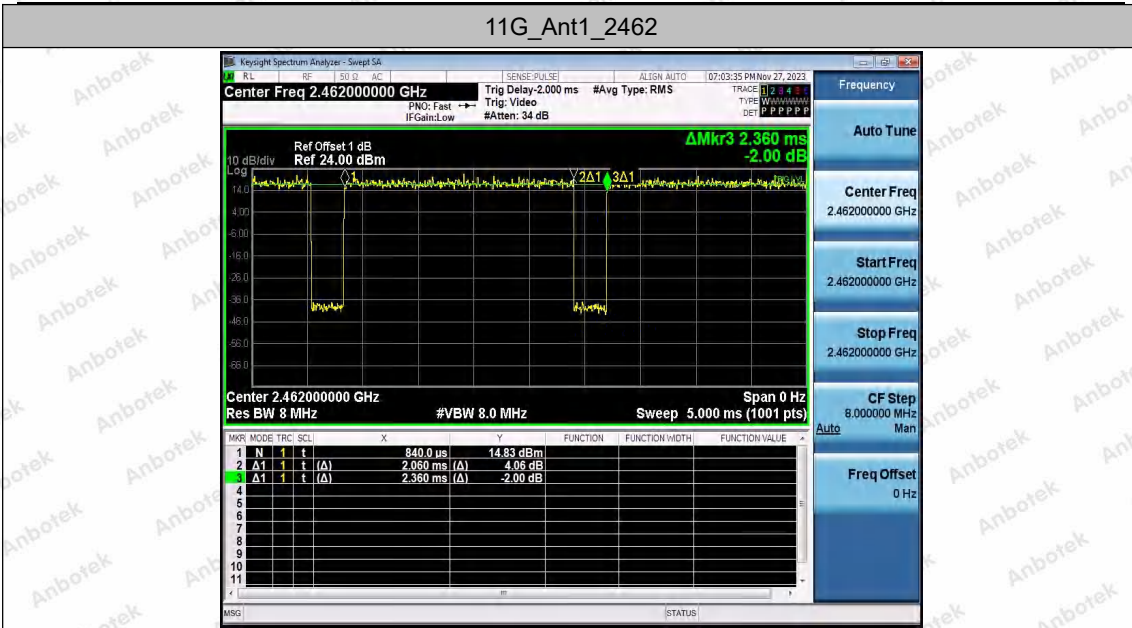 11G_Ant1_2462
Keysight Spectrum Analyzer - Swept SA
RL RF 50 Ω AC SENSE:PULSE ALIGN AUTO 07:03:35 PM Nov 27, 2023
Center Freq 2.462000000 GHz
PNO: Fast
IFGain:Low
Trig Delay-2.000 ms
Trig: Video
#Atten: 34 dB
#Avg Type: RMS
TRACE 1 2 3 4 5 6
TYPE WWWWWW
DET P P P P P P
Frequency
Auto Tune
Center Freq
2.462000000 GHz
Start Freq
2.462000000 GHz
Stop Freq
2.462000000 GHz
CF Step
8.000000 MHz
Auto Man
Freq Offset
0 Hz
ΔMkr3 2.360 ms
-2.00 dB
Ref Offset 1 dB
10 dB/div Ref 24.00 dBm
Log
14.0
4.00
-6.00
-16.0
-26.0
-36.0
-46.0
-56.0
-66.0
1
2Δ1
3Δ1
Center 2.462000000 GHz Span 0 Hz
Res BW 8 MHz #VBW 8.0 MHz Sweep 5.000 ms (1001 pts)
MKR MODE TRC SCL X Y FUNCTION FUNCTION WIDTH FUNCTION VALUE
1 N 1 t 840.0 µs 14.83 dBm
2 Δ1 1 t (Δ) 2.060 ms (Δ) 4.06 dB
3 Δ1 1 t (Δ) 2.360 ms (Δ) -2.00 dB
4
5
6
7
8
9
10
11
MSG STATUS
Anbotek